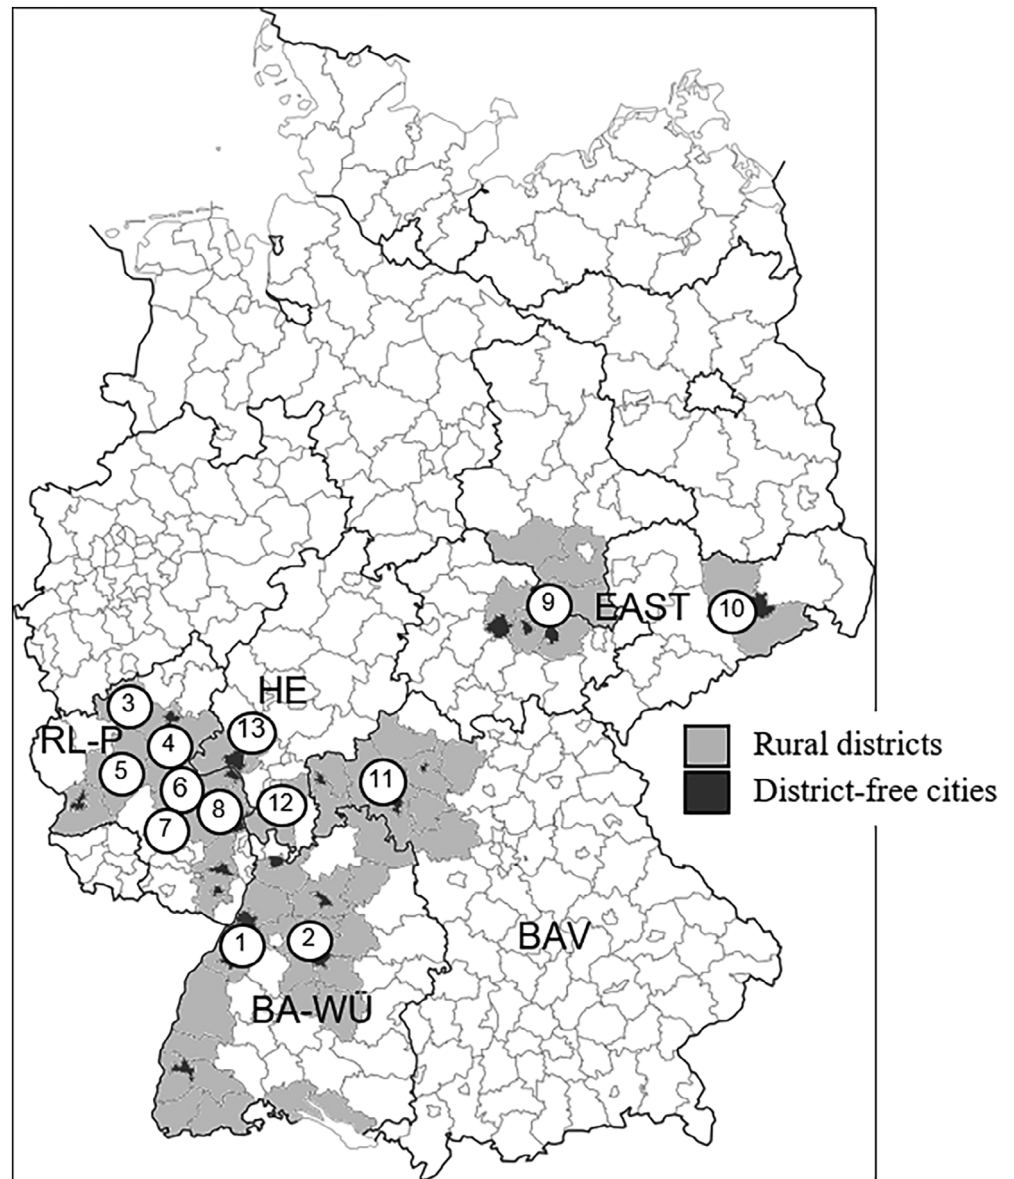 9
EAST
10
HE
3
13
RL-P
4
Rural districts
5
11
6
District-free cities
12
8
7
BAV
1
2
BA-WÜ